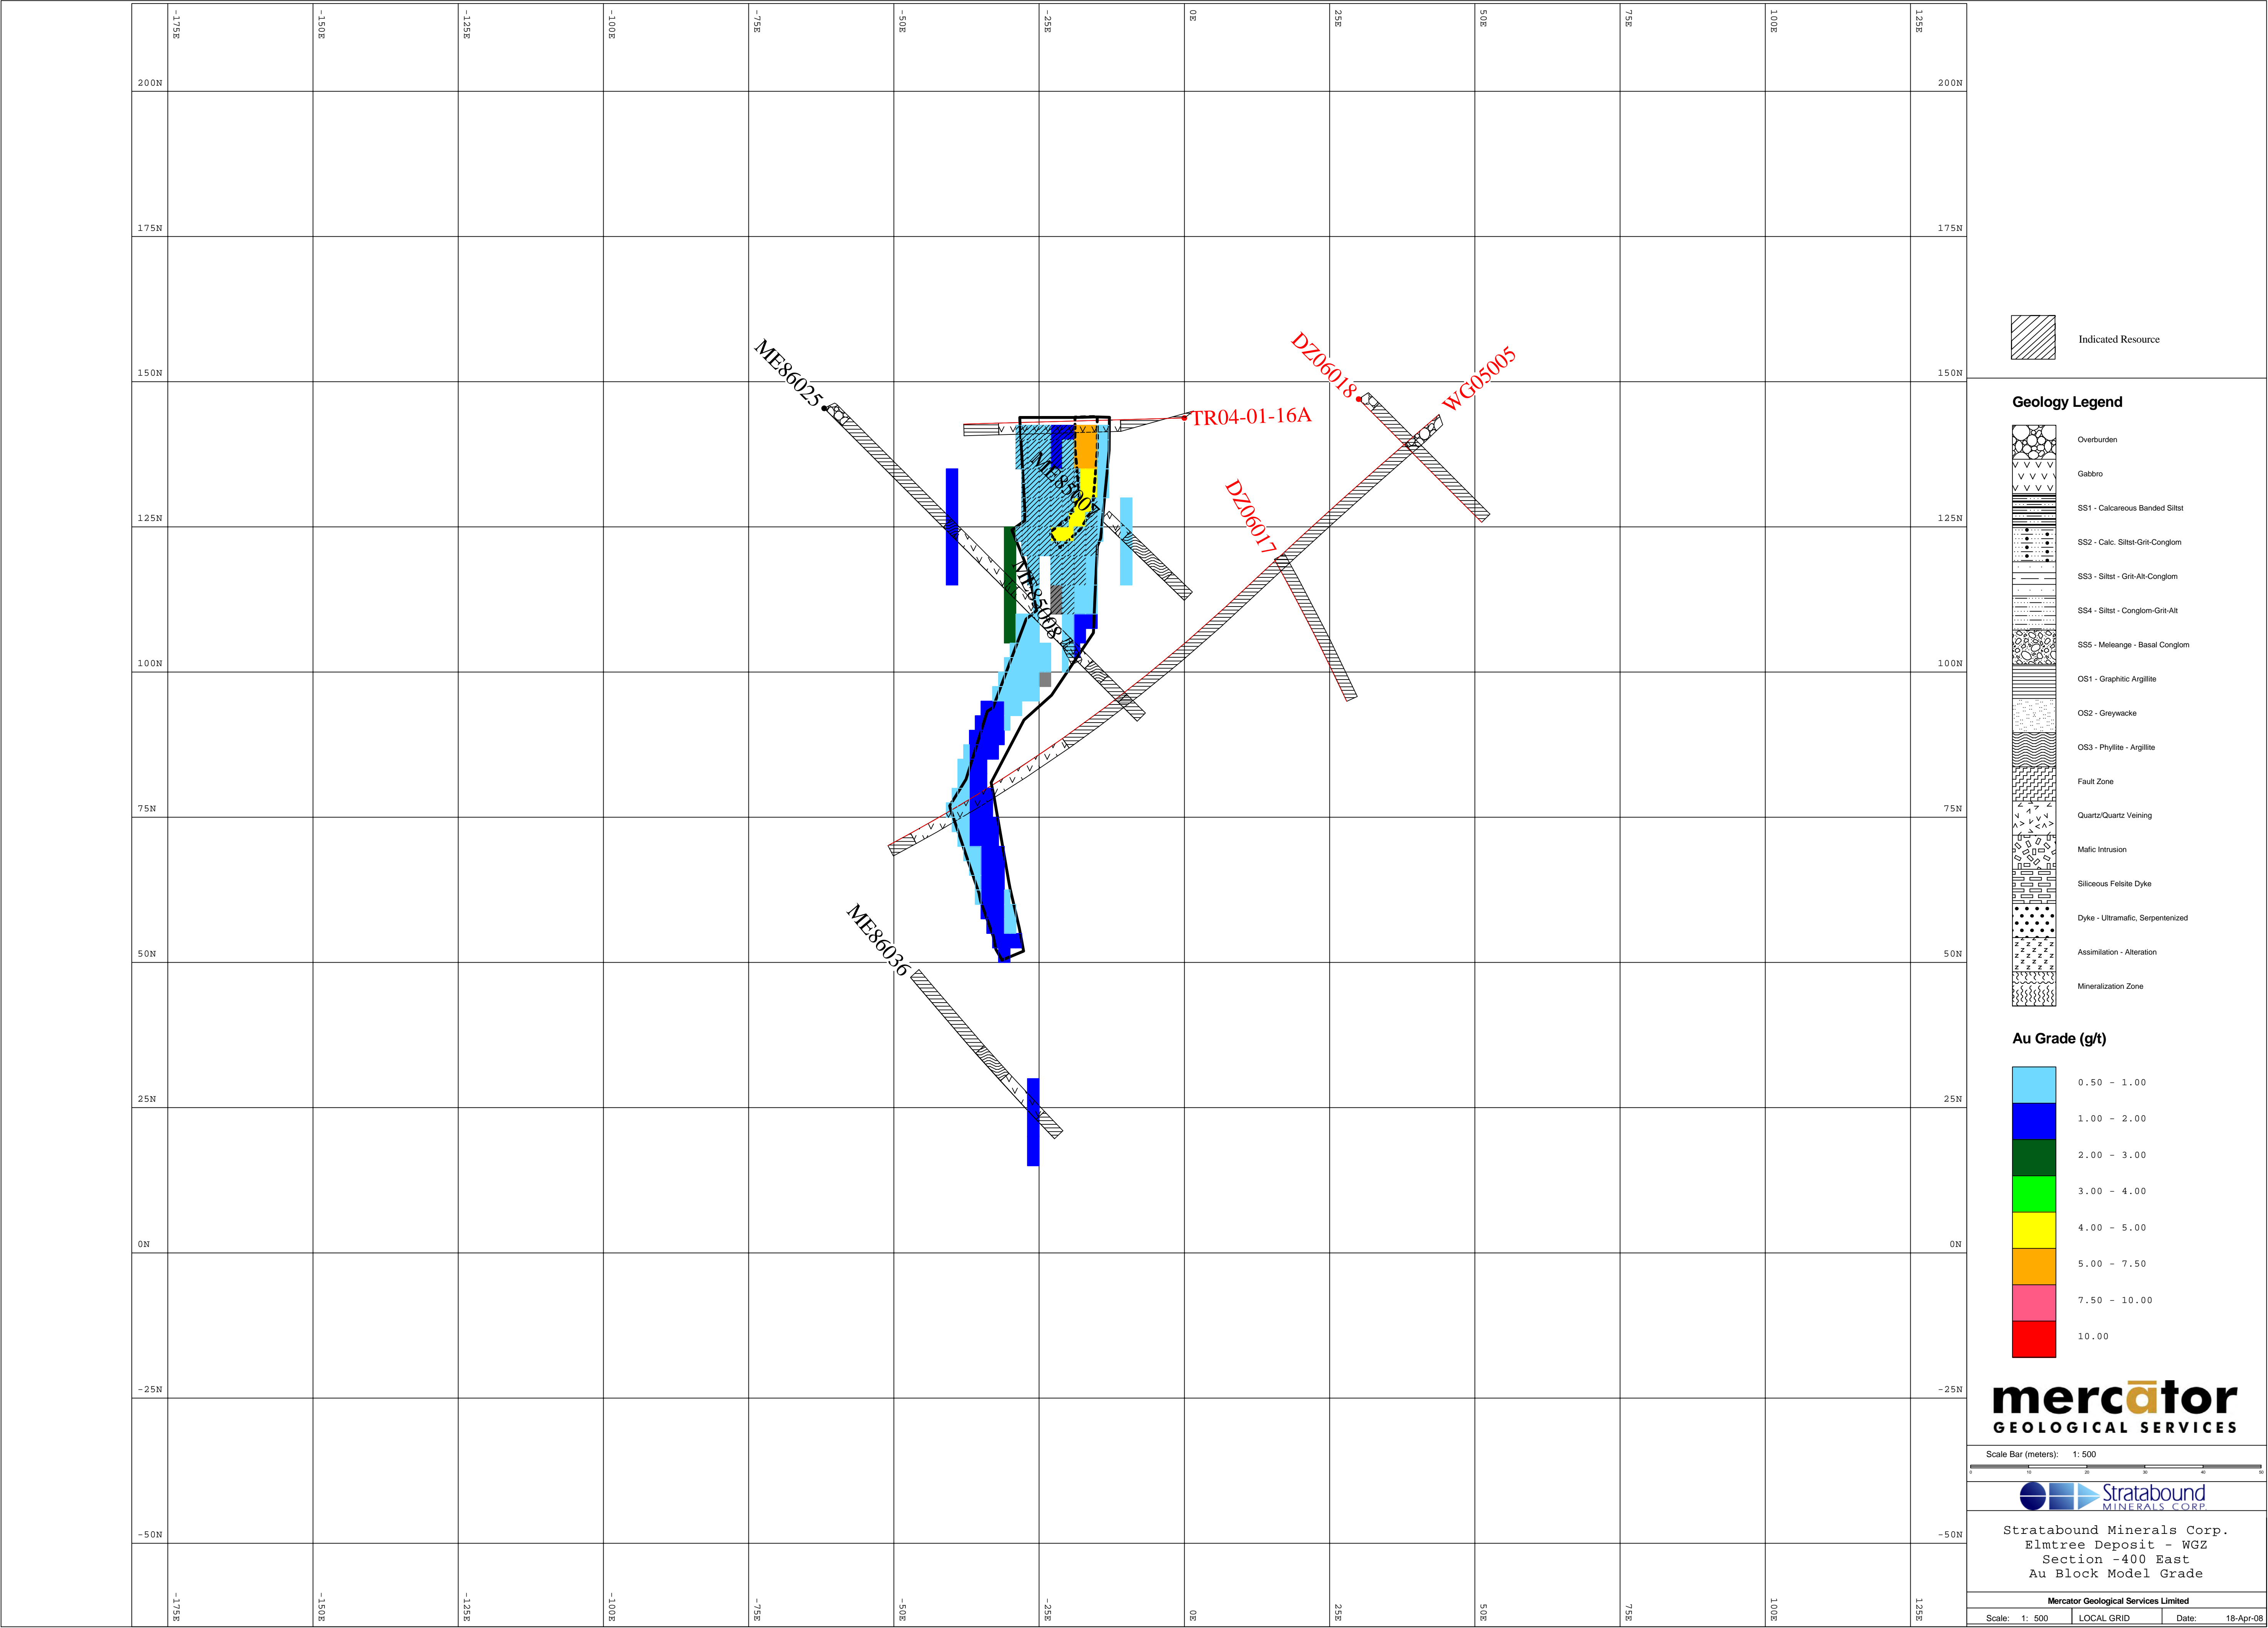 -175E
-150E
-125E
-100E
-75E
-50E
-25E
0E
25E
50E
75E
100E
125E
200N
200N
175N
175N
150N
150N
125N
125N
100N
100N
75N
75N
50N
50N
25N
25N
0N
0N
-25N
-25N
-50N
-50N
-175E
-150E
-125E
-100E
-75E
-50E
-25E
0E
25E
50E
75E
100E
125E
ME86025
TR04-01-16A
DZ06018
WG05005
DZ06017
ME85008
ME86036
Indicated Resource
Geology Legend
Overburden
Gabbro
SS1 - Calcareous Banded Siltst
SS2 - Calc. Siltst-Grit-Conglom
SS3 - Siltst - Grit-Alt-Conglom
SS4 - Siltst - Conglom-Grit-Alt
SS5 - Meleange - Basal Conglom
OS1 - Graphitic Argillite
OS2 - Greywacke
OS3 - Phyllite - Argillite
Fault Zone
Quartz/Quartz Veining
Mafic Intrusion
Siliceous Felsite Dyke
Dyke - Ultramafic, Serpentenized
Assimilation - Alteration
Mineralization Zone
Au Grade (g/t)
0.50 - 1.00
1.00 - 2.00
2.00 - 3.00
3.00 - 4.00
4.00 - 5.00
5.00 - 7.50
7.50 - 10.00
10.00
mercātor
GEOLOGICAL SERVICES
Scale Bar (meters): 1: 500
0 10 20 30 40 50
Stratabound
MINERALS CORP.
Stratabound Minerals Corp.
Elmtree Deposit - WGZ
Section -400 East
Au Block Model Grade
Mercator Geological Services Limited
Scale: 1: 500 LOCAL GRID Date: 18-Apr-08